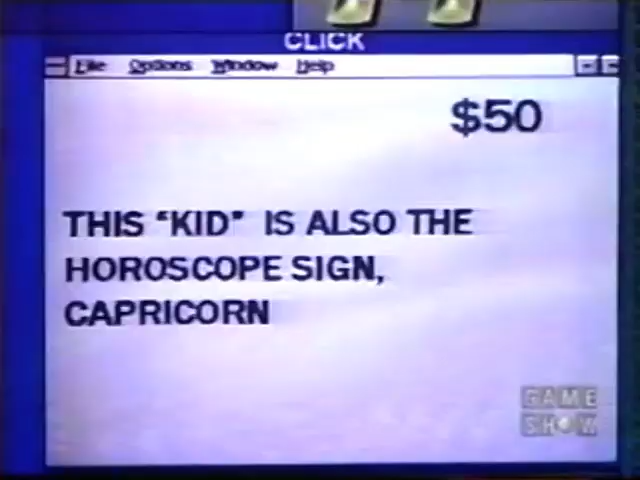 CLICK
File Options Window Help
$50
THIS "KID" IS ALSO THE
HOROSCOPE SIGN,
CAPRICORN
GAME
SHOW